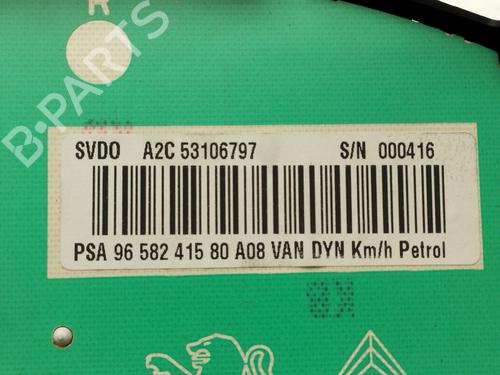 R
SVDO A2C 53106797 S/N 000416
PSA 96 582 415 80 A08 VAN DYN Km/h Petrol
B-PARTS